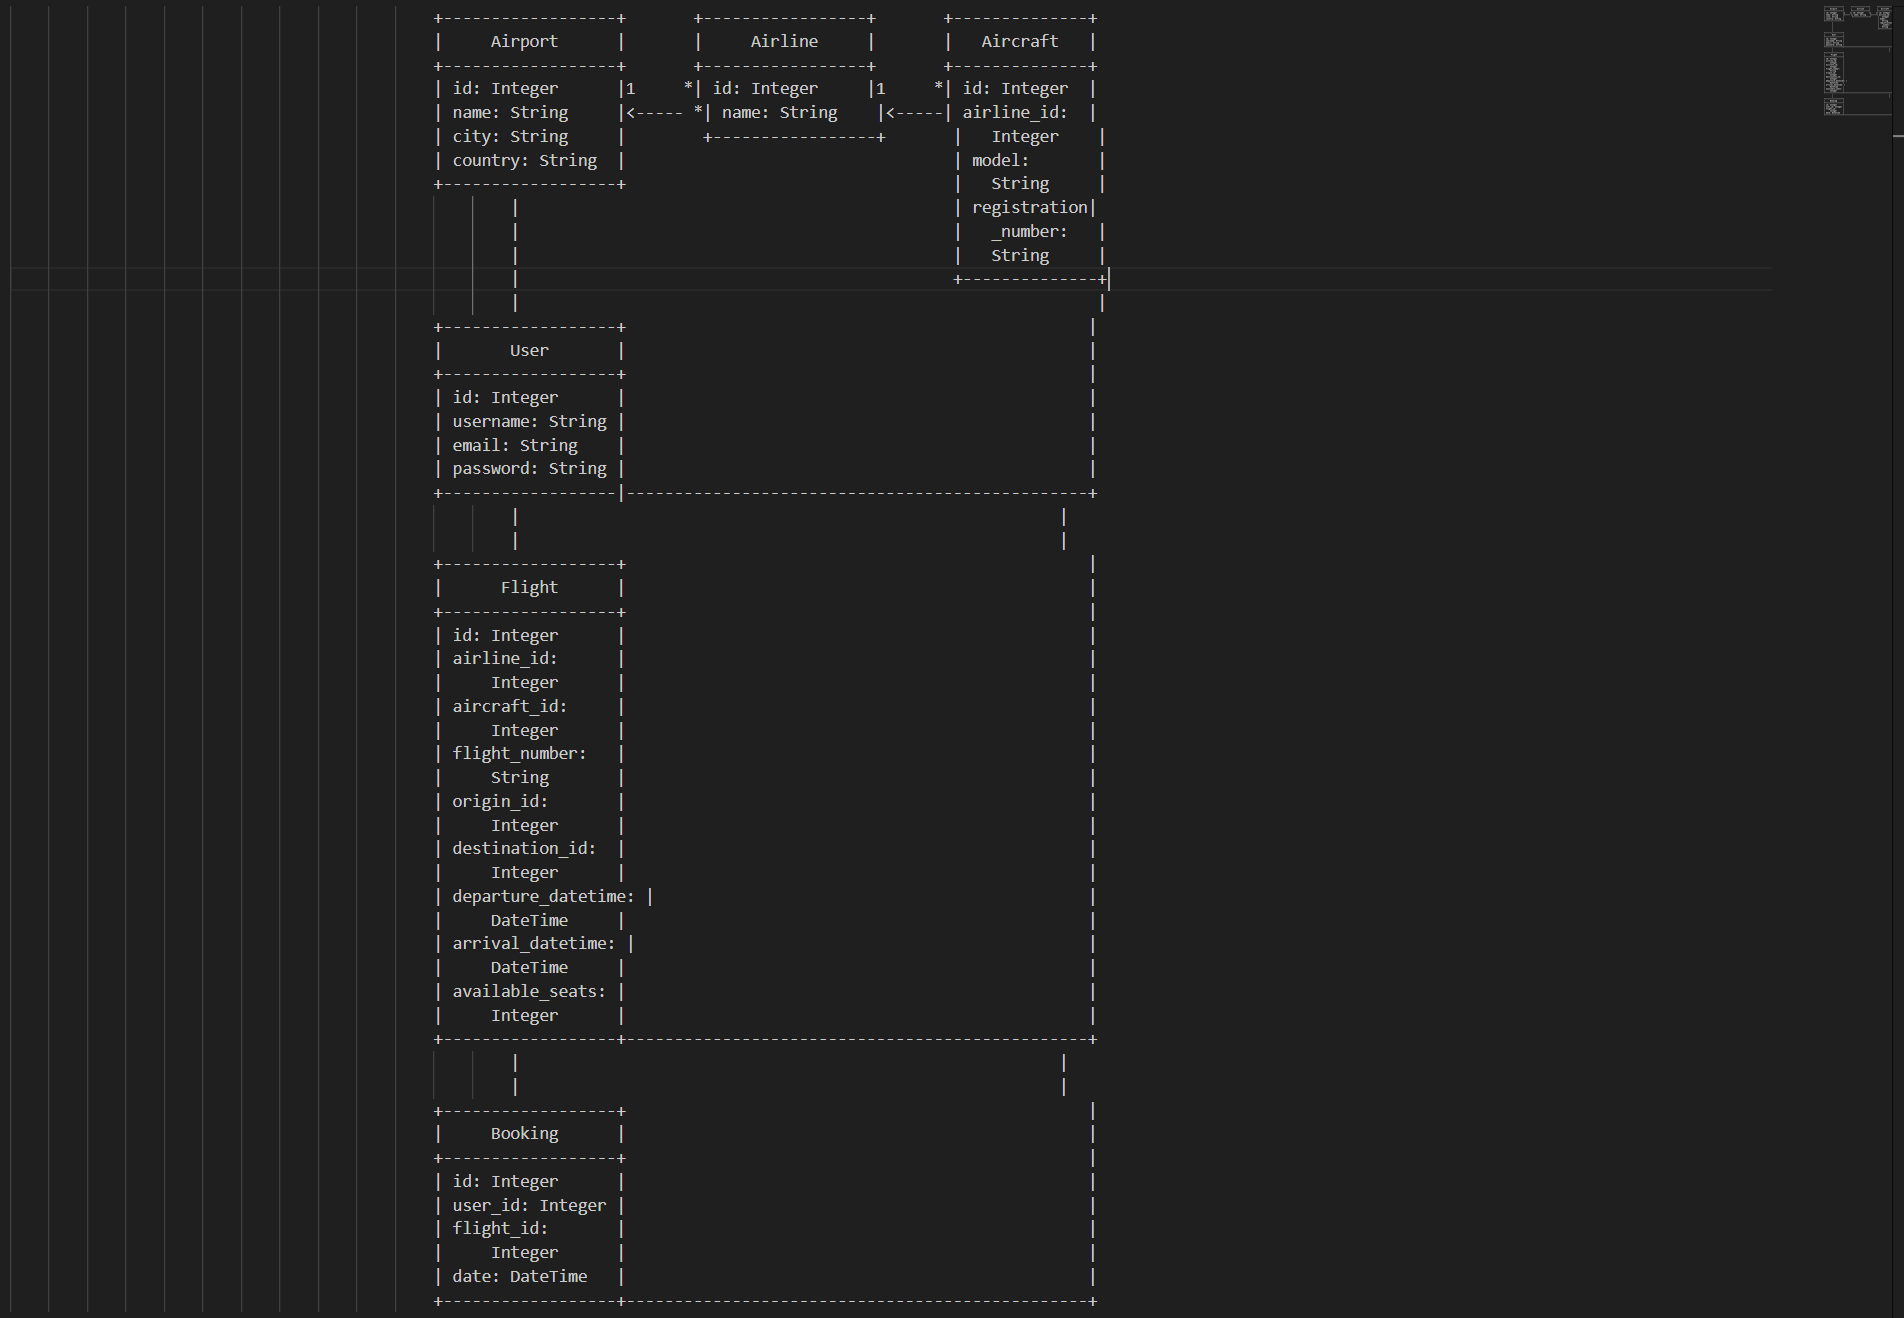 +------------------+       +-----------------+       +--------------+
|     Airport      |       |     Airline     |       |   Aircraft   |
+------------------+       +-----------------+       +--------------+
| id: Integer      |1     *| id: Integer     |1     *| id: Integer  |
| name: String     |<----- *| name: String    |<-----| airline_id:  |
| city: String     |        +-----------------+       |   Integer    |
| country: String  |                                  | model:       |
+------------------+                                  |   String     |
        |                                             | registration|
        |                                             |   _number:   |
        |                                             |   String     |
        |                                             +--------------+
        |                                                            |
+------------------+                                                |
|       User       |                                                |
+------------------+                                                |
| id: Integer      |                                                |
| username: String |                                                |
| email: String    |                                                |
| password: String |                                                |
+------------------|------------------------------------------------+
        |                                                        |
        |                                                        |
+------------------+                                                |
|      Flight      |                                                |
+------------------+                                                |
| id: Integer      |                                                |
| airline_id:      |                                                |
|     Integer      |                                                |
| aircraft_id:     |                                                |
|     Integer      |                                                |
| flight_number:   |                                                |
|     String       |                                                |
| origin_id:       |                                                |
|     Integer      |                                                |
| destination_id:  |                                                |
|     Integer      |                                                |
| departure_datetime: |                                             |
|     DateTime     |                                                |
| arrival_datetime: |                                               |
|     DateTime     |                                                |
| available_seats: |                                                |
|     Integer      |                                                |
+------------------+------------------------------------------------+
        |                                                        |
        |                                                        |
+------------------+                                                |
|     Booking      |                                                |
+------------------+                                                |
| id: Integer      |                                                |
| user_id: Integer |                                                |
| flight_id:       |                                                |
|     Integer      |                                                |
| date: DateTime   |                                                |
+------------------+------------------------------------------------+